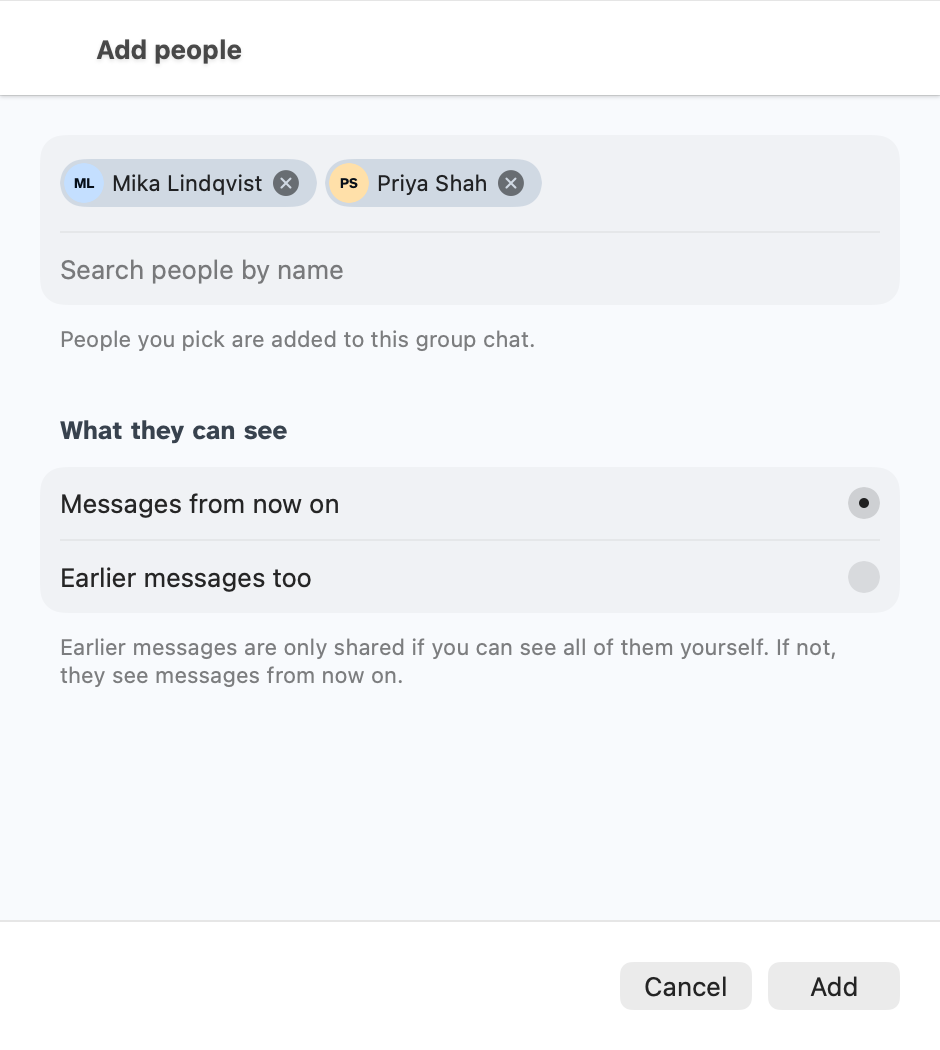 Add people
ML Mika Lindqvist PS Priya Shah
Search people by name
People you pick are added to this group chat.
What they can see
Messages from now on
Earlier messages too
Earlier messages are only shared if you can see all of them yourself. If not,
they see messages from now on.
Cancel Add